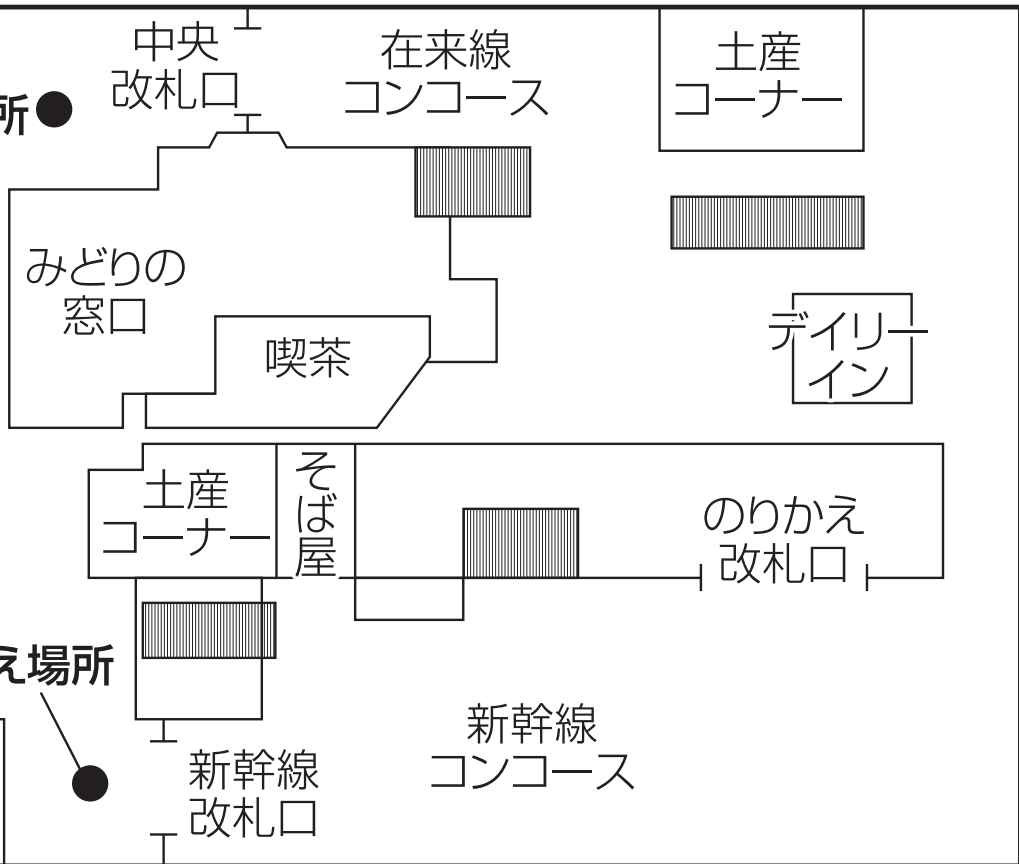 中央
改札口
在来線
コンコース
土産
コーナー
所
みどりの
窓口
喫茶
デイリー
イン
土産
コーナー
そば屋
のりかえ
改札口
え場所
新幹線
改札口
新幹線
コンコース